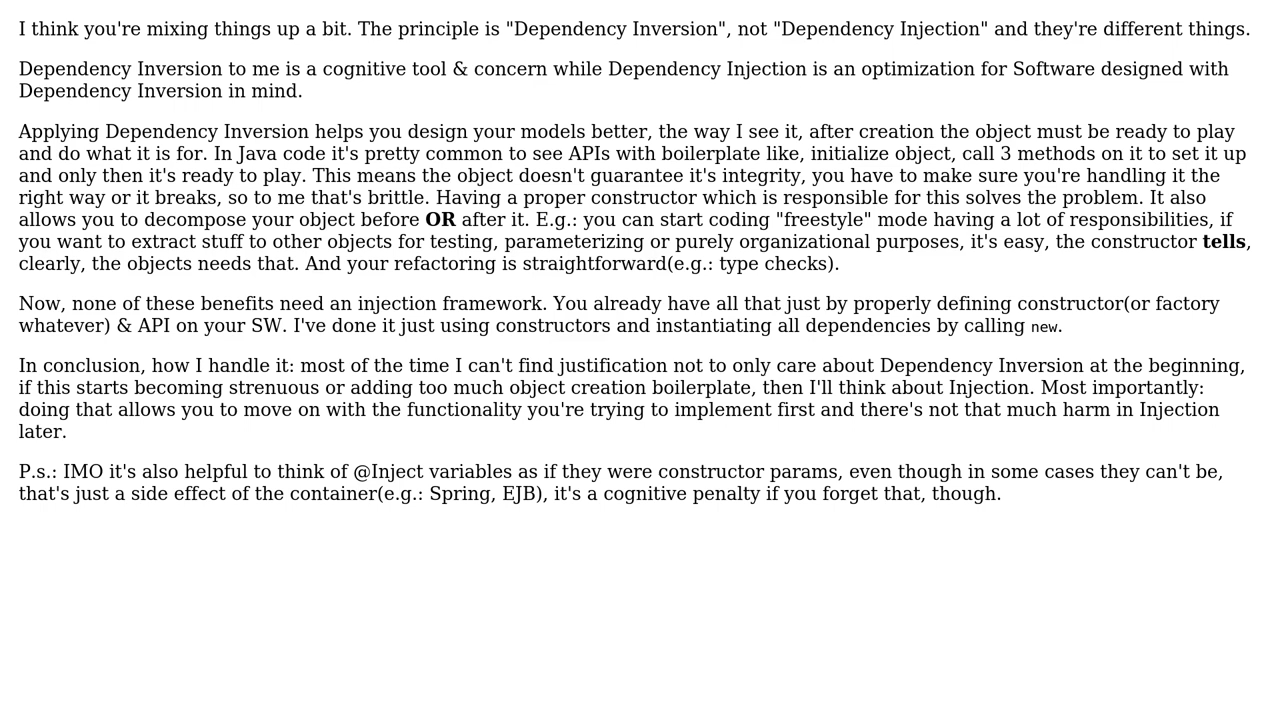 I think you're mixing things up a bit. The principle is "Dependency Inversion", not "Dependency Injection" and they're different things.
Dependency Inversion to me is a cognitive tool & concern while Dependency Injection is an optimization for Software designed with
Dependency Inversion in mind.
Applying Dependency Inversion helps you design your models better, the way I see it, after creation the object must be ready to play
and do what it is for. In Java code it's pretty common to see APIs with boilerplate like, initialize object, call 3 methods on it to set it up
and only then it's ready to play. This means the object doesn't guarantee it's integrity, you have to make sure you're handling it the
right way or it breaks, so to me that's brittle. Having a proper constructor which is responsible for this solves the problem. It also
allows you to decompose your object before OR after it. E.g.: you can start coding "freestyle" mode having a lot of responsibilities, if
you want to extract stuff to other objects for testing, parameterizing or purely organizational purposes, it's easy, the constructor tells,
clearly, the objects needs that. And your refactoring is straightforward(e.g.: type checks).
Now, none of these benefits need an injection framework. You already have all that just by properly defining constructor(or factory
whatever) & API on your SW. I've done it just using constructors and instantiating all dependencies by calling new.
In conclusion, how I handle it: most of the time I can't find justification not to only care about Dependency Inversion at the beginning,
if this starts becoming strenuous or adding too much object creation boilerplate, then I'll think about Injection. Most importantly:
doing that allows you to move on with the functionality you're trying to implement first and there's not that much harm in Injection
later.
P.s.: IMO it's also helpful to think of @Inject variables as if they were constructor params, even though in some cases they can't be,
that's just a side effect of the container(e.g.: Spring, EJB), it's a cognitive penalty if you forget that, though.